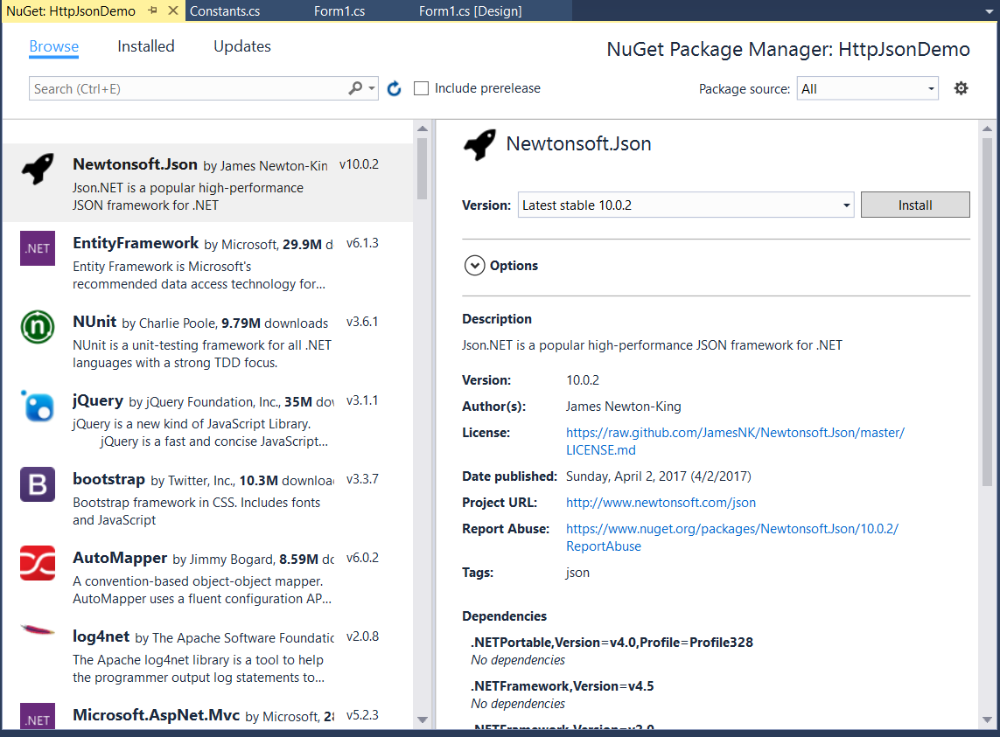 NuGet: HttpJsonDemo
Constants.cs
Form1.cs
Form1.cs [Design]
Browse
Installed
Updates
NuGet Package Manager: HttpJsonDemo
Search (Ctrl+E)
Include prerelease
Package source:
All
Newtonsoft.Json by James Newton-Kin v10.0.2
Json.NET is a popular high-performance
JSON framework for .NET
.NET
EntityFramework by Microsoft, 29.9M d v6.1.3
Entity Framework is Microsoft's
recommended data access technology for...
n
NUnit by Charlie Poole, 9.79M downloads v3.6.1
NUnit is a unit-testing framework for all .NET
languages with a strong TDD focus.
jQuery by jQuery Foundation, Inc., 35M dov v3.1.1
jQuery is a new kind of JavaScript Library.
jQuery is a fast and concise JavaScript...
B
bootstrap by Twitter, Inc., 10.3M downloa v3.3.7
Bootstrap framework in CSS. Includes fonts
and JavaScript
AutoMapper by Jimmy Bogard, 8.59M dc v6.0.2
A convention-based object-object mapper.
AutoMapper uses a fluent configuration AP...
log4net by The Apache Software Foundatic v2.0.8
The Apache log4net library is a tool to help
the programmer output log statements to...
.NET
Microsoft.AspNet.Mvc by Microsoft, 28 v5.2.3
Newtonsoft.Json
Version: Latest stable 10.0.2 Install
Options
Description
Json.NET is a popular high-performance JSON framework for .NET
Version: 10.0.2
Author(s): James Newton-King
License: https://raw.github.com/JamesNK/Newtonsoft.Json/master/
LICENSE.md
Date published: Sunday, April 2, 2017 (4/2/2017)
Project URL: http://www.newtonsoft.com/json
Report Abuse: https://www.nuget.org/packages/Newtonsoft.Json/10.0.2/
ReportAbuse
Tags: json
Dependencies
.NETPortable,Version=v4.0,Profile=Profile328
No dependencies
.NETFramework,Version=v4.5
No dependencies